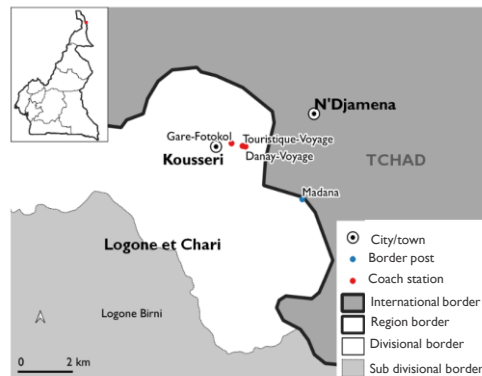 N'Djamena
Gare-Fotokol
Touristique-Voyage
Danay-Voyage
Kousseri
TCHAD
Madana
Logone et Chari
Logone Birni
0 2 km
City/town
Border post
Coach station
International border
Region border
Divisional border
Sub divisional border